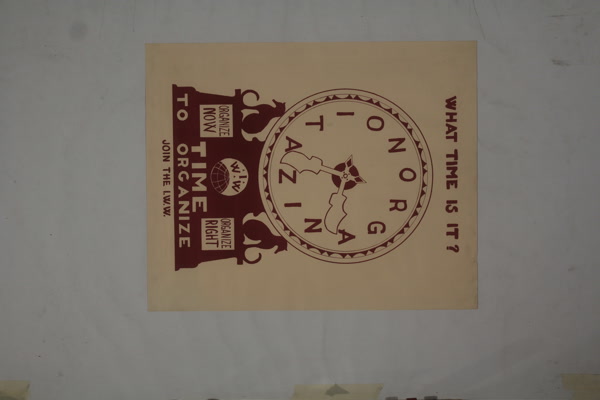 WHAT TIME IS IT?
ORGANIZATION
I.W.W.
ORGANIZE
NOW
ORGANIZE
RIGHT
TIME
TO ORGANIZE
JOIN THE I.W.W.